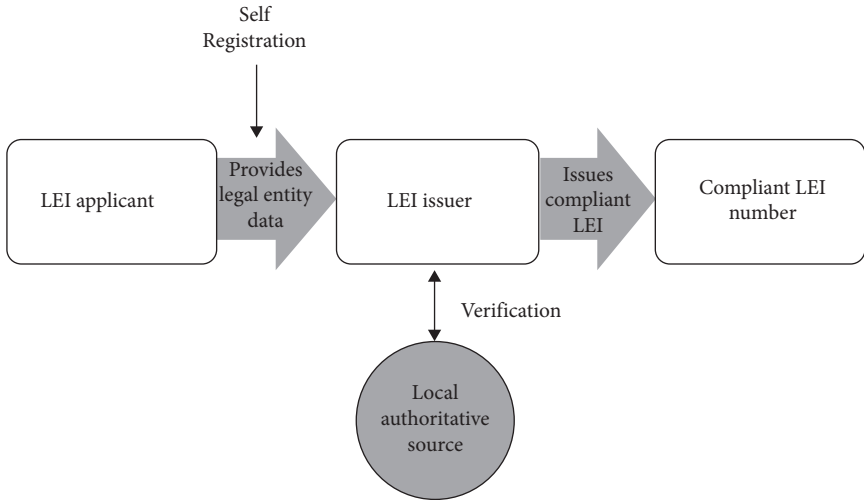 Self
Registration
LEI applicant
Provides
legal entity
data
LEI issuer
Issues
compliant
LEI
Compliant LEI
number
Verification
Local
authoritative
source